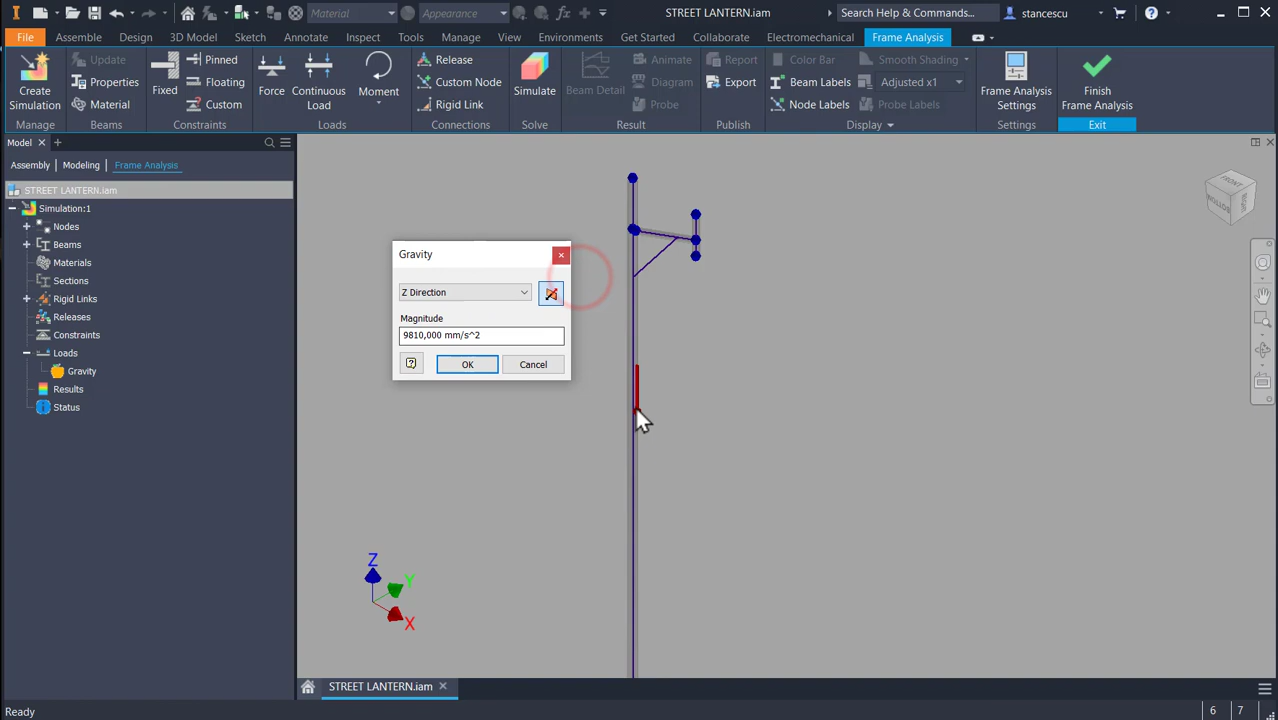 I
Material
Appearance
STREET LANTERN.iam
Search Help & Commands...
stancescu
File
Assemble
Design
3D Model
Sketch
Annotate
Inspect
Tools
Manage
View
Environments
Get Started
Collaborate
Electromechanical
Frame Analysis
Create
Simulation
Manage
Update
Properties
Material
Beams
Fixed
Pinned
Floating
Custom
Constraints
Force
Continuous
Load
Moment
Loads
Release
Custom Node
Rigid Link
Connections
Simulate
Solve
Beam Detail
Animate
Diagram
Probe
Result
Report
Export
Publish
Color Bar
Beam Labels
Node Labels
Smooth Shading
Adjusted x1
Probe Labels
Display
Frame Analysis
Settings
Settings
Finish
Frame Analysis
Exit
Model
Assembly
Modeling
Frame Analysis
STREET LANTERN.iam
Simulation:1
Nodes
Beams
Materials
Sections
Rigid Links
Releases
Constraints
Loads
Gravity
Results
Status
Gravity
Z Direction
Magnitude
9810,000 mm/s^2
OK
Cancel
FRONT
BOTTOM
Z
Y
X
STREET LANTERN.iam
Ready
6 7